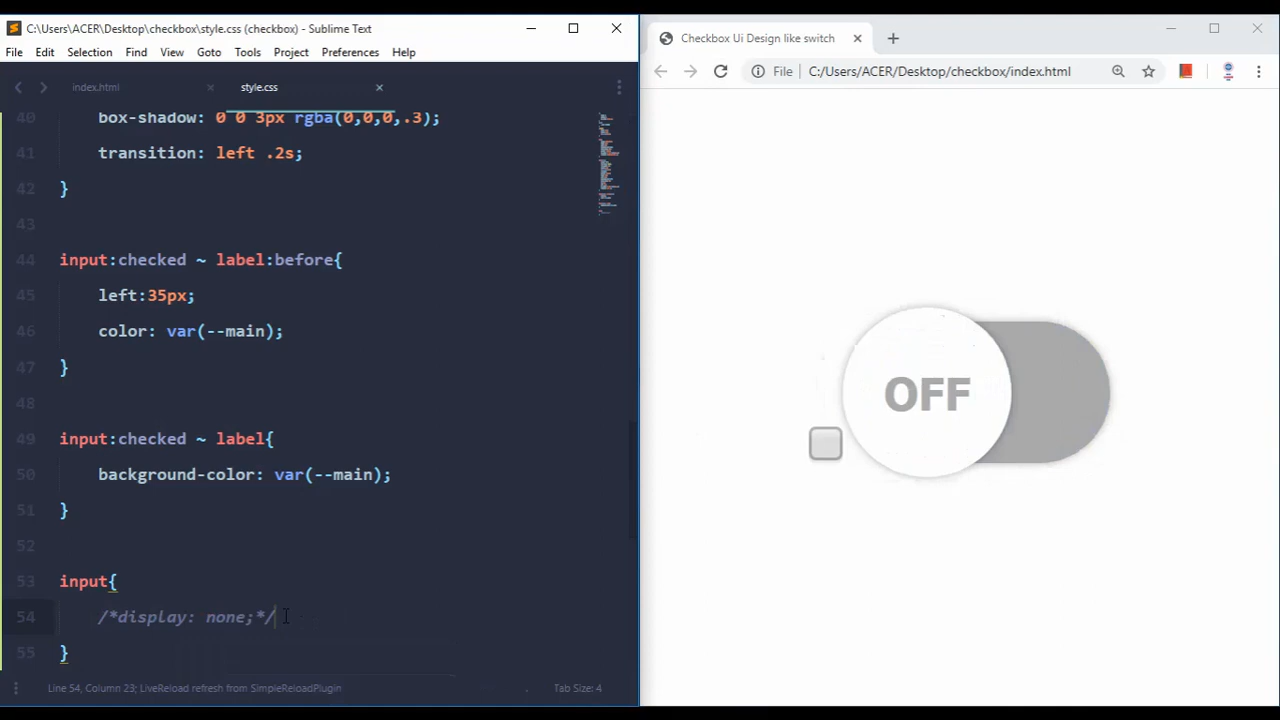 C:\Users\ACER\Desktop\checkbox\style.css (checkbox) - Sublime Text
File Edit Selection Find View Goto Tools Project Preferences Help
index.html style.css
40 box-shadow: 0 0 3px rgba(0,0,0,.3);
41 transition: left .2s;
42 }
43
44 input:checked ~ label:before{
45 left:35px;
46 color: var(--main);
47 }
48
49 input:checked ~ label{
50 background-color: var(--main);
51 }
52
53 input{
54 /*display: none;*/
55 }
Line 54, Column 23; LiveReload refresh from SimpleReloadPlugin Tab Size: 4
Checkbox Ui Design like switch
File C:/Users/ACER/Desktop/checkbox/index.html
OFF